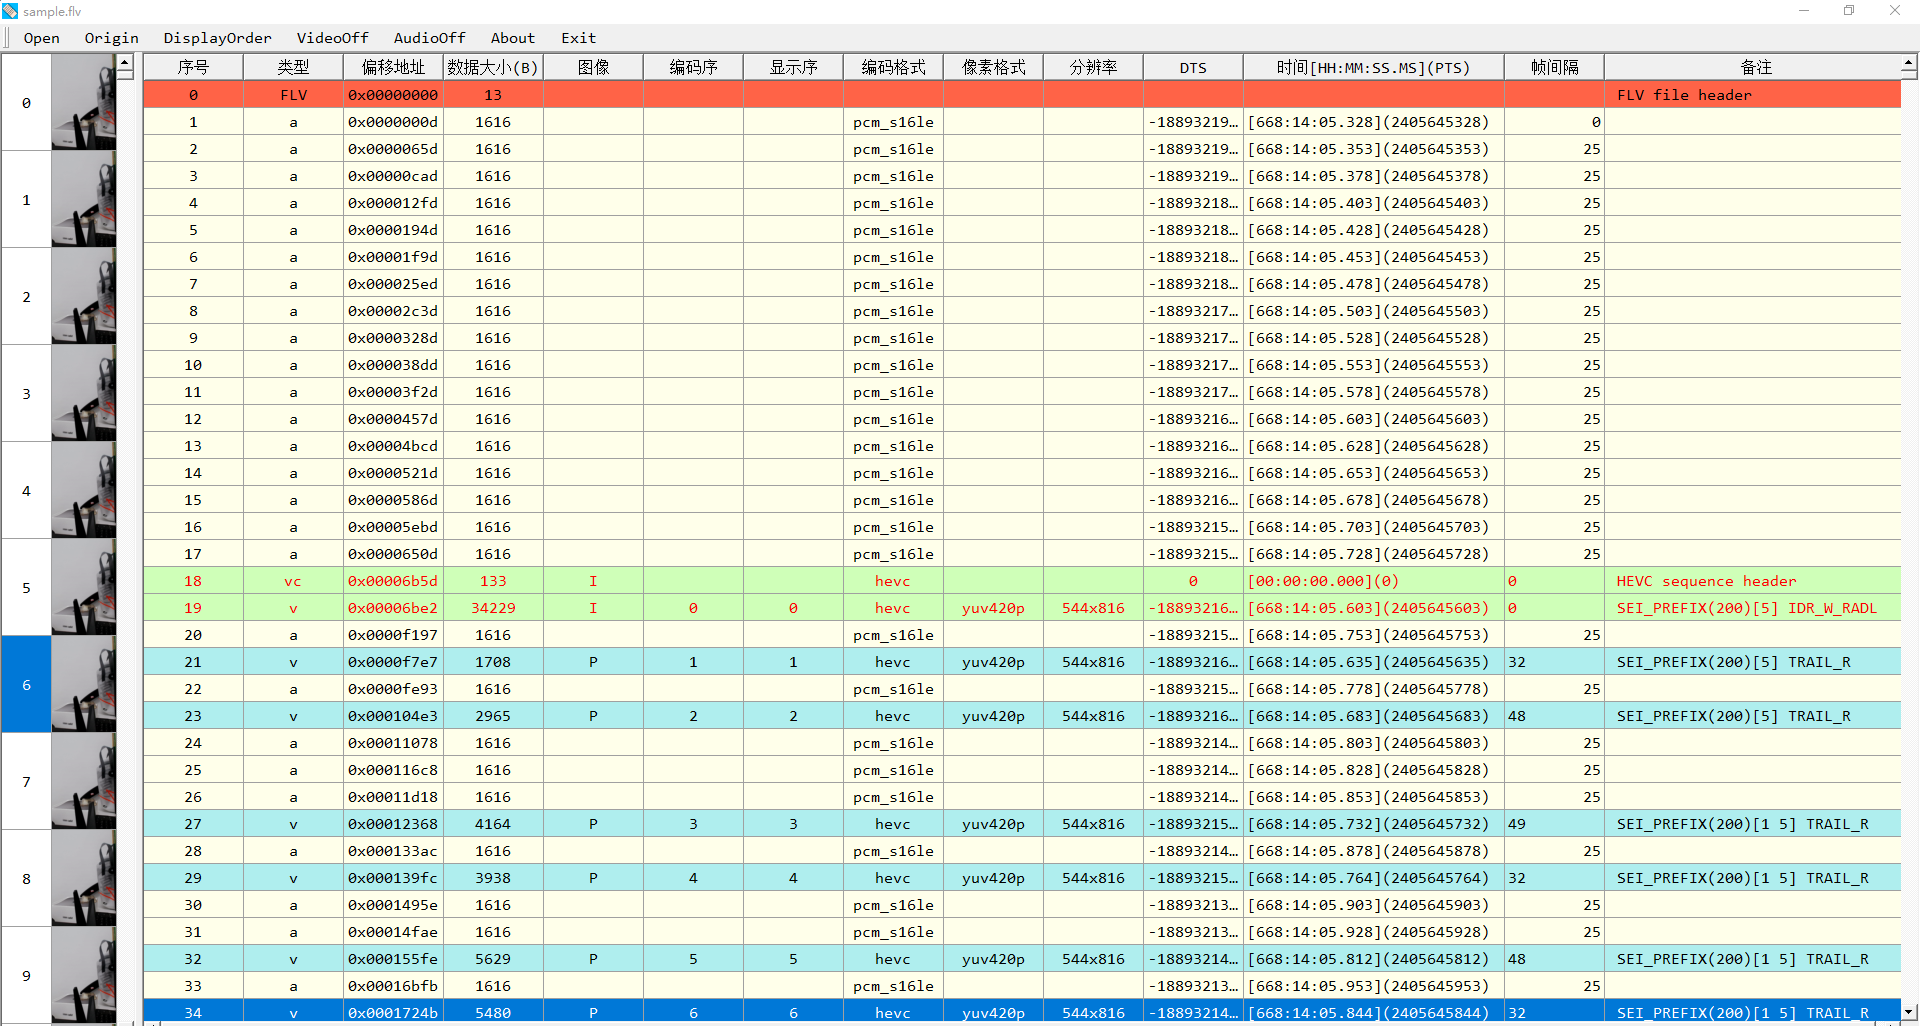 sample.flv
Open Origin DisplayOrder VideoOff AudioOff About Exit
序号 类型 偏移地址 数据大小(B) 图像 编码序 显示序 编码格式 像素格式 分辨率 DTS 时间[HH:MM:SS.MS](PTS) 帧间隔 备注
0 FLV 0x00000000 13 FLV file header
1 a 0x0000000d 1616 pcm_s16le -18893219… [668:14:05.328](2405645328) 0
2 a 0x0000065d 1616 pcm_s16le -18893219… [668:14:05.353](2405645353) 25
3 a 0x00000cad 1616 pcm_s16le -18893219… [668:14:05.378](2405645378) 25
4 a 0x000012fd 1616 pcm_s16le -18893218… [668:14:05.403](2405645403) 25
5 a 0x0000194d 1616 pcm_s16le -18893218… [668:14:05.428](2405645428) 25
6 a 0x00001f9d 1616 pcm_s16le -18893218… [668:14:05.453](2405645453) 25
7 a 0x000025ed 1616 pcm_s16le -18893218… [668:14:05.478](2405645478) 25
8 a 0x00002c3d 1616 pcm_s16le -18893217… [668:14:05.503](2405645503) 25
9 a 0x0000328d 1616 pcm_s16le -18893217… [668:14:05.528](2405645528) 25
10 a 0x000038dd 1616 pcm_s16le -18893217… [668:14:05.553](2405645553) 25
11 a 0x00003f2d 1616 pcm_s16le -18893217… [668:14:05.578](2405645578) 25
12 a 0x0000457d 1616 pcm_s16le -18893216… [668:14:05.603](2405645603) 25
13 a 0x00004bcd 1616 pcm_s16le -18893216… [668:14:05.628](2405645628) 25
14 a 0x0000521d 1616 pcm_s16le -18893216… [668:14:05.653](2405645653) 25
15 a 0x0000586d 1616 pcm_s16le -18893216… [668:14:05.678](2405645678) 25
16 a 0x00005ebd 1616 pcm_s16le -18893215… [668:14:05.703](2405645703) 25
17 a 0x0000650d 1616 pcm_s16le -18893215… [668:14:05.728](2405645728) 25
18 vc 0x00006b5d 133 I hevc 0 [00:00:00.000](0) 0 HEVC sequence header
19 v 0x00006be2 34229 I 0 0 hevc yuv420p 544x816 -18893216… [668:14:05.603](2405645603) 0 SEI_PREFIX(200)[5] IDR_W_RADL
20 a 0x0000f197 1616 pcm_s16le -18893215… [668:14:05.753](2405645753) 25
21 v 0x0000f7e7 1708 P 1 1 hevc yuv420p 544x816 -18893216… [668:14:05.635](2405645635) 32 SEI_PREFIX(200)[5] TRAIL_R
22 a 0x0000fe93 1616 pcm_s16le -18893215… [668:14:05.778](2405645778) 25
23 v 0x000104e3 2965 P 2 2 hevc yuv420p 544x816 -18893216… [668:14:05.683](2405645683) 48 SEI_PREFIX(200)[5] TRAIL_R
24 a 0x00011078 1616 pcm_s16le -18893214… [668:14:05.803](2405645803) 25
25 a 0x000116c8 1616 pcm_s16le -18893214… [668:14:05.828](2405645828) 25
26 a 0x00011d18 1616 pcm_s16le -18893214… [668:14:05.853](2405645853) 25
27 v 0x00012368 4164 P 3 3 hevc yuv420p 544x816 -18893215… [668:14:05.732](2405645732) 49 SEI_PREFIX(200)[1 5] TRAIL_R
28 a 0x000133ac 1616 pcm_s16le -18893214… [668:14:05.878](2405645878) 25
29 v 0x000139fc 3938 P 4 4 hevc yuv420p 544x816 -18893215… [668:14:05.764](2405645764) 32 SEI_PREFIX(200)[1 5] TRAIL_R
30 a 0x0001495e 1616 pcm_s16le -18893213… [668:14:05.903](2405645903) 25
31 a 0x00014fae 1616 pcm_s16le -18893213… [668:14:05.928](2405645928) 25
32 v 0x000155fe 5629 P 5 5 hevc yuv420p 544x816 -18893214… [668:14:05.812](2405645812) 48 SEI_PREFIX(200)[1 5] TRAIL_R
33 a 0x00016bfb 1616 pcm_s16le -18893213… [668:14:05.953](2405645953) 25
34 v 0x0001724b 5480 P 6 6 hevc yuv420p 544x816 -18893214… [668:14:05.844](2405645844) 32 SEI_PREFIX(200)[1 5] TRAIL_R
0
1
2
3
4
5
6
7
8
9